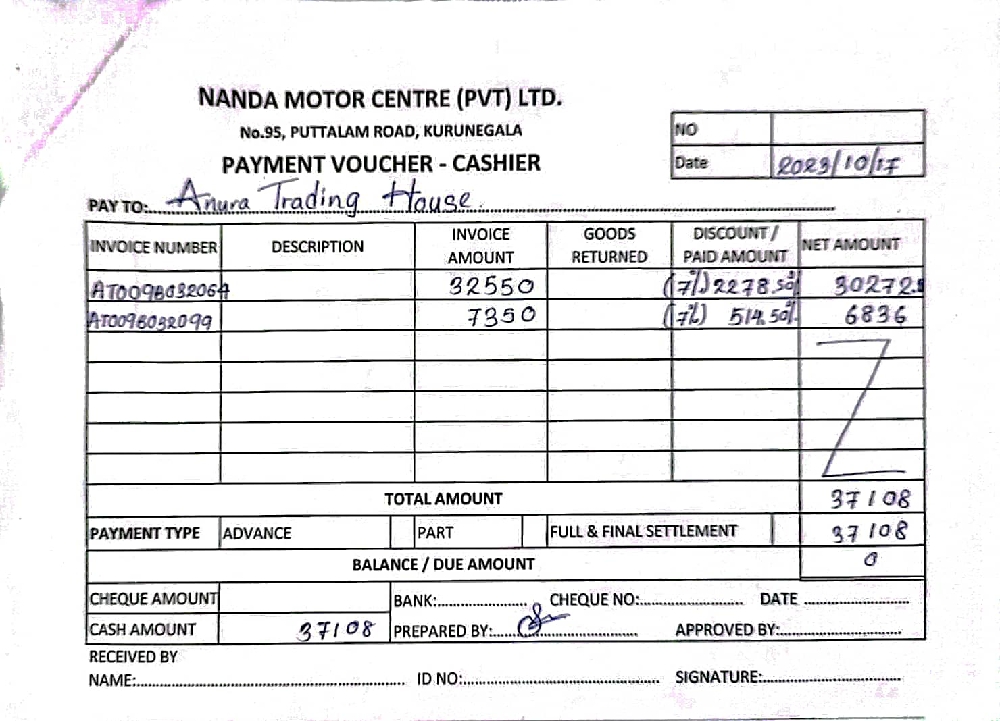 NANDA MOTOR CENTRE (PVT) LTD.
No.95, PUTTALAM ROAD, KURUNEGALA
PAYMENT VOUCHER - CASHIER
NO
Date 2023/10/17
PAY TO: Anura Trading House
INVOICE NUMBER DESCRIPTION INVOICE AMOUNT GOODS RETURNED DISCOUNT / PAID AMOUNT NET AMOUNT
AT0098032064 32550 (7%) 2278.50 30272.5
AT0096032099 7350 (7%) 514.50 6836
TOTAL AMOUNT 37108
PAYMENT TYPE ADVANCE PART FULL & FINAL SETTLEMENT 37108
BALANCE / DUE AMOUNT 0
CHEQUE AMOUNT BANK: CHEQUE NO: DATE
CASH AMOUNT 37108 PREPARED BY: APPROVED BY:
RECEIVED BY
NAME: ID NO: SIGNATURE: